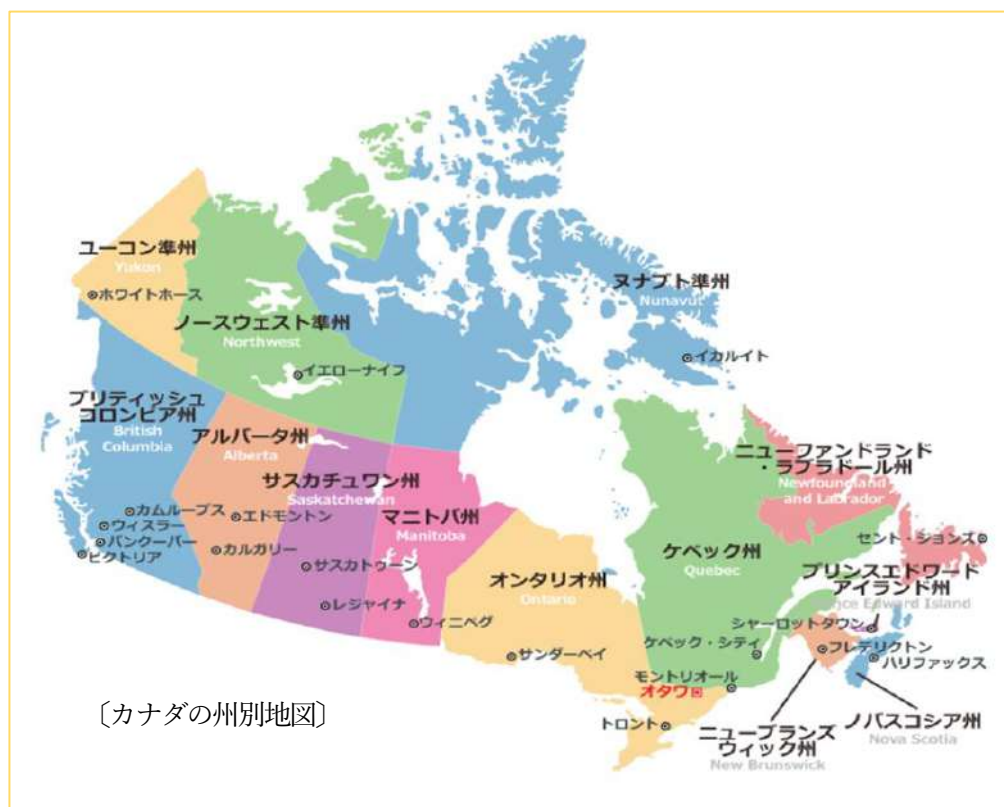 ユーコン準州
Yukon
ホワイトホース
ヌナブト準州
Nunavut
ノースウェスト準州
Northwest
イカルイト
イエローナイフ
ブリティッシュ
コロンビア州
British
Columbia
アルバータ州
Alberta
ニューファンドランド
・ラブラドール州
Newfoundland
and Labrador
サスカチュワン州
Saskatchewan
マニトバ州
Manitoba
カムループス
ウィスラー
バンクーバー
ビクトリア
エドモントン
カルガリー
サスカトゥーン
レジャイナ
ウィニペグ
オンタリオ州
Ontario
ケベック州
Quebec
セント・ジョンズ
プリンスエドワード
アイランド州
nce Edward Island
シャーロットタウン
ケベック・シティ
フレデリクトン
ハリファックス
サンダーベイ
モントリオール
オタワ
トロント
ニューブランズ
ウィック州
New Brunswick
ノバスコシア州
Nova Scotia
〔カナダの州別地図〕